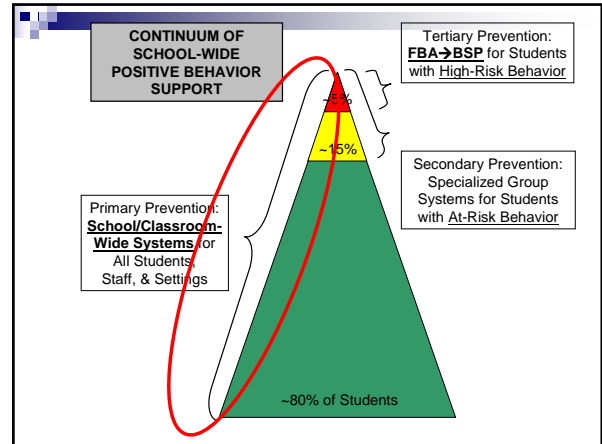 CONTINUUM OF
SCHOOL-WIDE
POSITIVE BEHAVIOR
SUPPORT
Tertiary Prevention:
FBA→BSP for Students
with High-Risk Behavior
~5%
~15%
Secondary Prevention:
Specialized Group
Systems for Students
with At-Risk Behavior
Primary Prevention:
School/Classroom-
Wide Systems for
All Students,
Staff, & Settings
~80% of Students